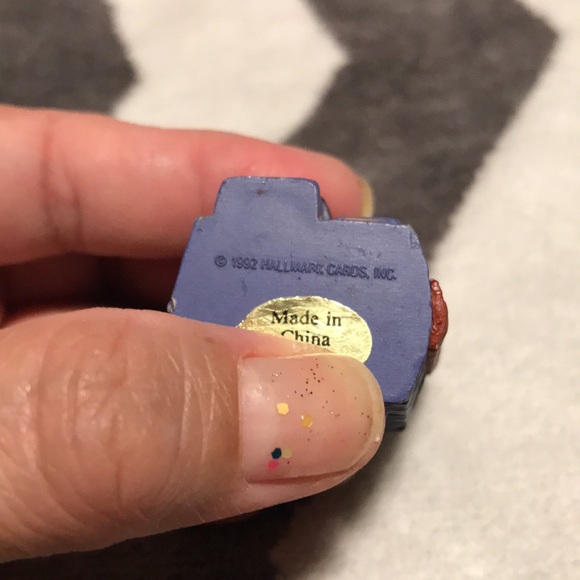 © 1992 HALLMARK CARDS, INC.
Made in
China